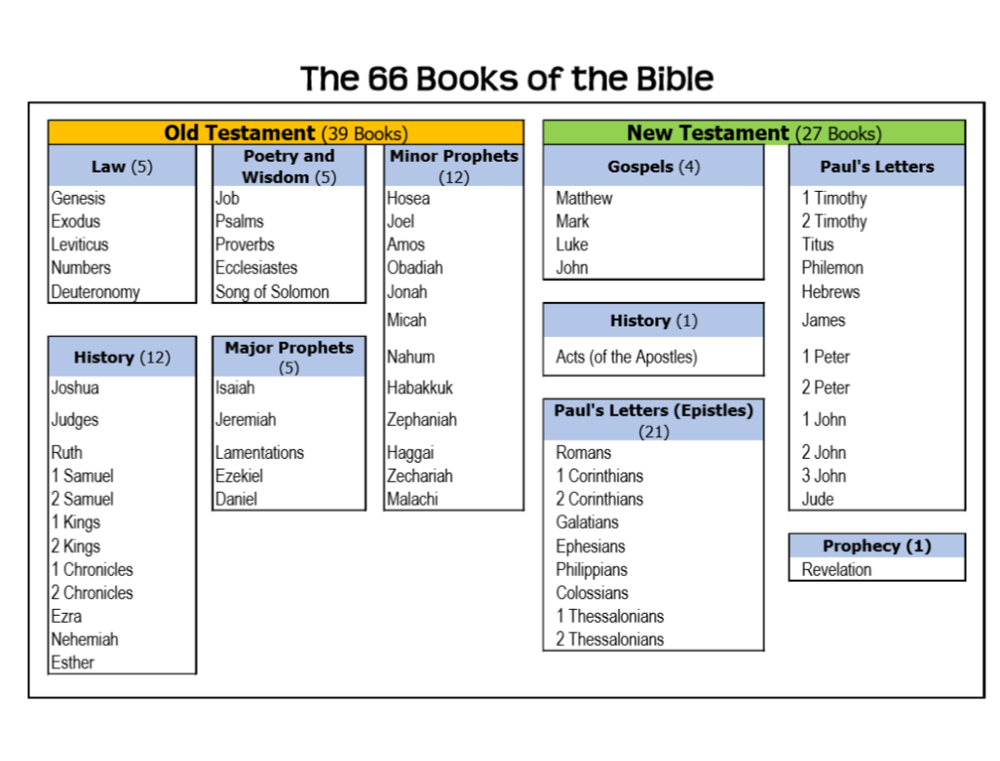 The 66 Books of the Bible
Old Testament (39 Books)
Law (5)
Genesis
Exodus
Leviticus
Numbers
Deuteronomy
History (12)
Joshua
Judges
Ruth
1 Samuel
2 Samuel
1 Kings
2 Kings
1 Chronicles
2 Chronicles
Ezra
Nehemiah
Esther
Poetry and
Wisdom (5)
Job
Psalms
Proverbs
Ecclesiastes
Song of Solomon
Major Prophets
(5)
Isaiah
Jeremiah
Lamentations
Ezekiel
Daniel
Minor Prophets
(12)
Hosea
Joel
Amos
Obadiah
Jonah
Micah
Nahum
Habakkuk
Zephaniah
Haggai
Zechariah
Malachi
New Testament (27 Books)
Gospels (4)
Matthew
Mark
Luke
John
History (1)
Acts (of the Apostles)
Paul's Letters (Epistles)
(21)
Romans
1 Corinthians
2 Corinthians
Galatians
Ephesians
Philippians
Colossians
1 Thessalonians
2 Thessalonians
Paul's Letters
1 Timothy
2 Timothy
Titus
Philemon
Hebrews
James
1 Peter
2 Peter
1 John
2 John
3 John
Jude
Prophecy (1)
Revelation